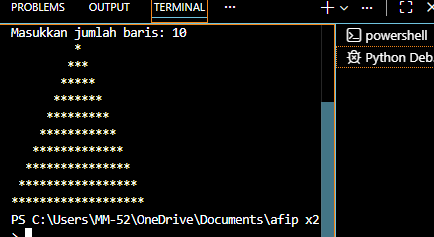 PROBLEMS OUTPUT TERMINAL ...
Masukkan jumlah baris: 10
*
***
*****
*******
*********
***********
*************
***************
*****************
*******************
PS C:\Users\MM-52\OneDrive\Documents\afip x2
>
powershell
Python Deb